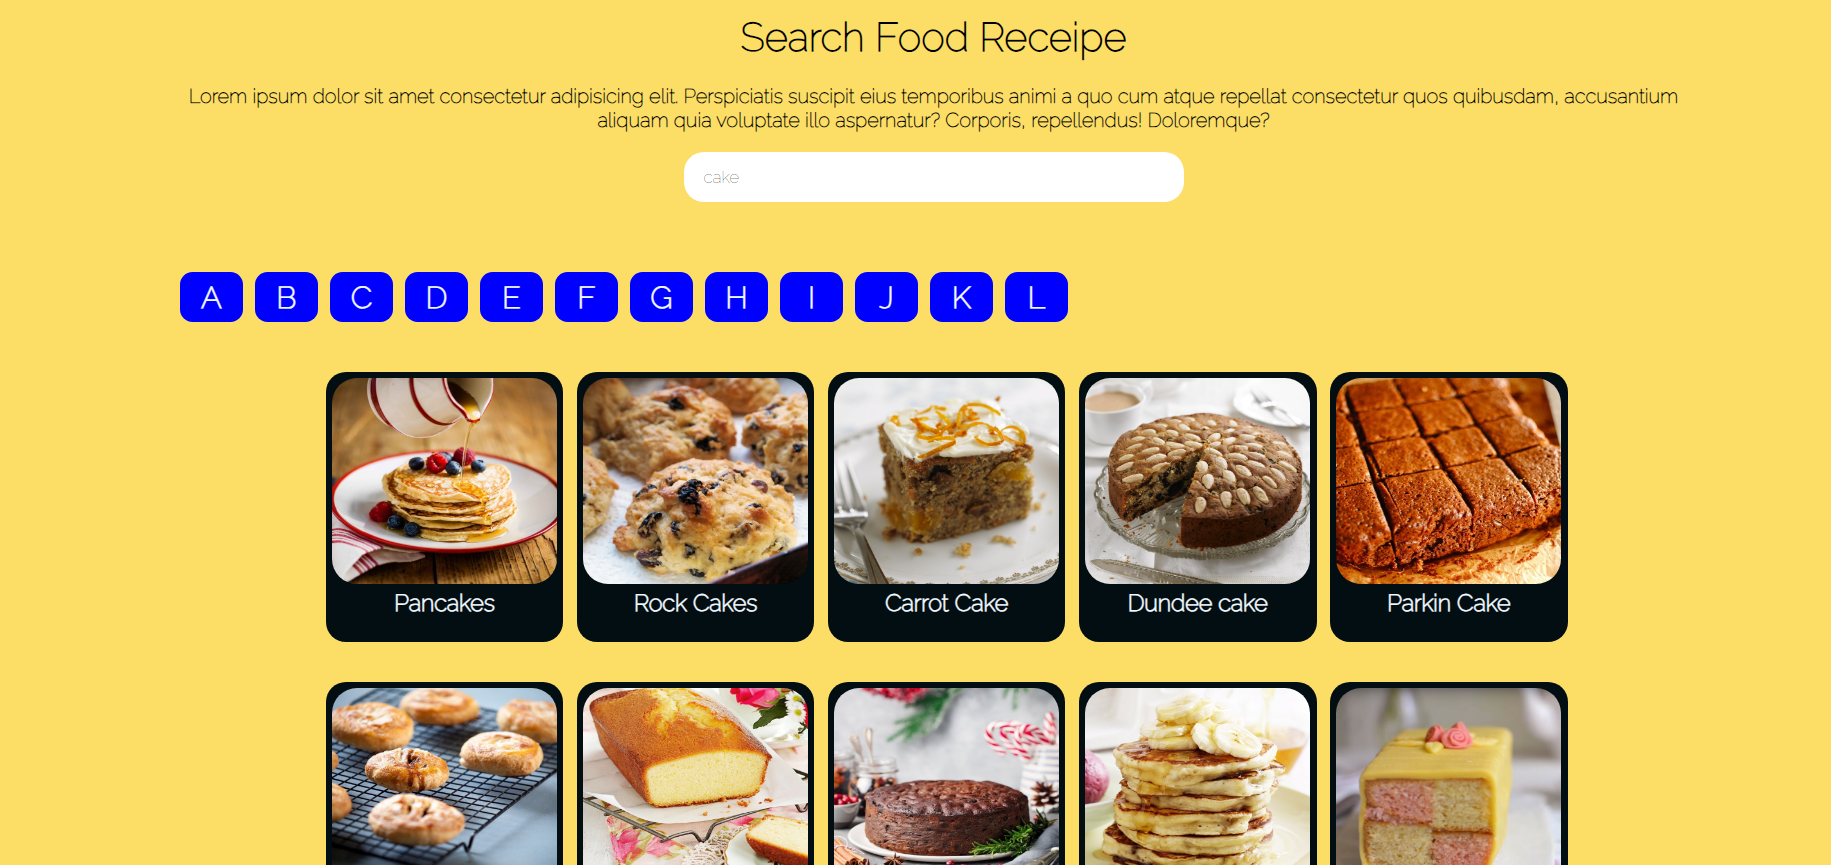 Search Food Receipe
Lorem ipsum dolor sit amet consectetur adipisicing elit. Perspiciatis suscipit eius temporibus animi a quo cum atque repellat consectetur quos quibusdam, accusantium
aliquam quia voluptate illo aspernatur? Corporis, repellendus! Doloremque?
cake
A B C D E F G H I J K L
Pancakes Rock Cakes Carrot Cake Dundee cake Parkin Cake